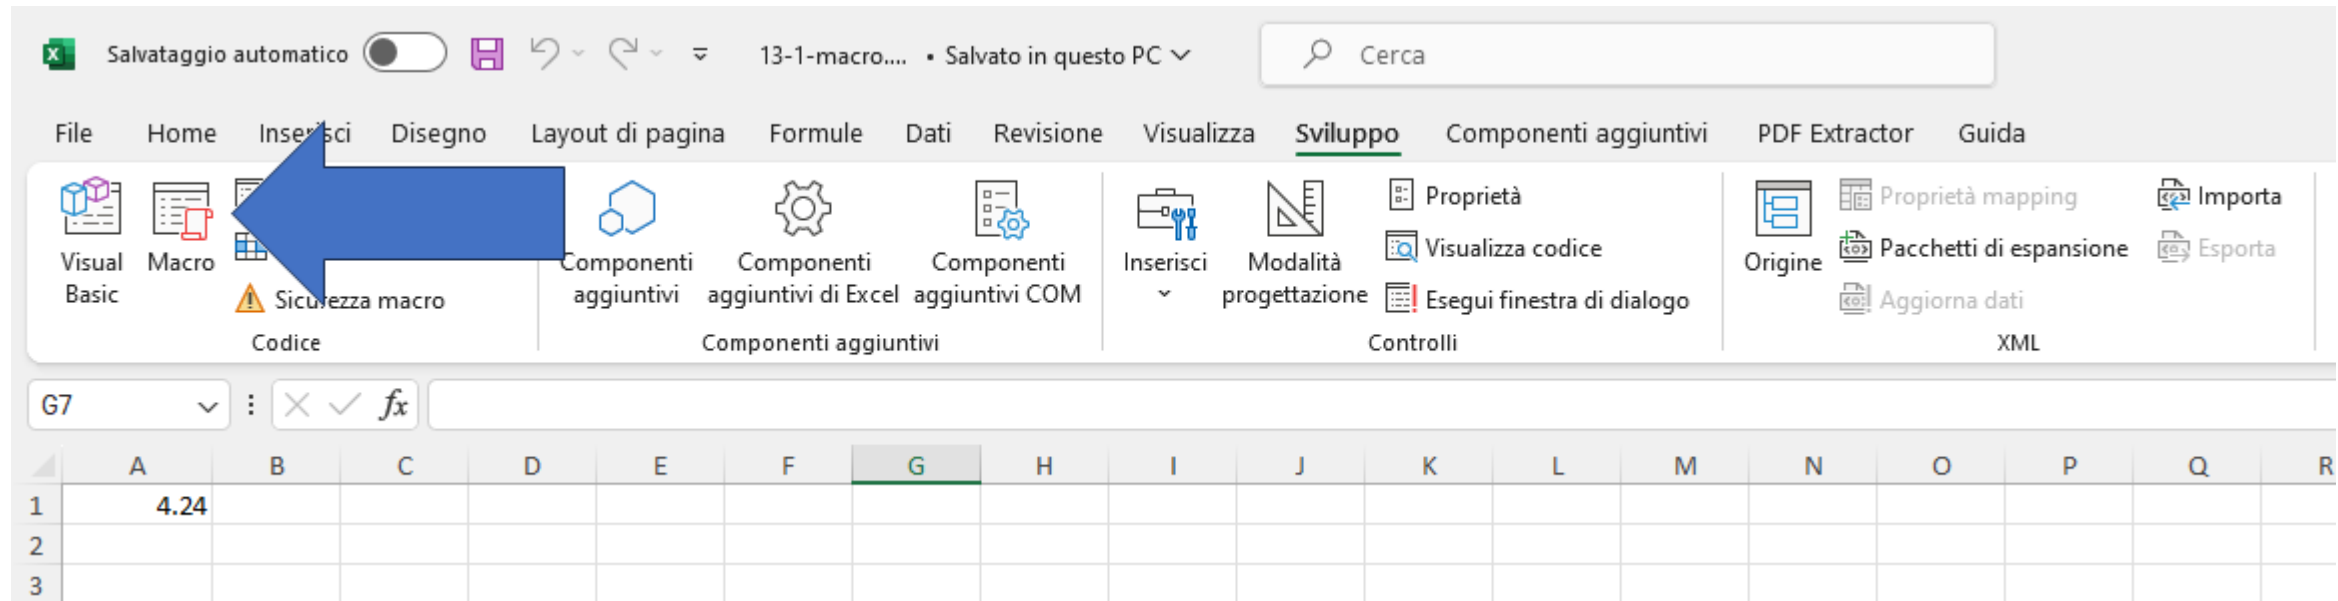 Salvataggio automatico 13-1-macro.... • Salvato in questo PC Cerca
File Home Inserisci Disegno Layout di pagina Formule Dati Revisione Visualizza Sviluppo Componenti aggiuntivi PDF Extractor Guida
Visual Basic
Macro
Sicurezza macro
Codice
Componenti aggiuntivi
Componenti aggiuntivi di Excel
Componenti aggiuntivi COM
Componenti aggiuntivi
Inserisci
Modalità progettazione
Proprietà
Visualizza codice
Esegui finestra di dialogo
Controlli
Origine
Proprietà mapping
Pacchetti di espansione
Aggiorna dati
Importa
Esporta
XML
G7 fx
A B C D E F G H I J K L M N O P Q R
1 4.24
2
3